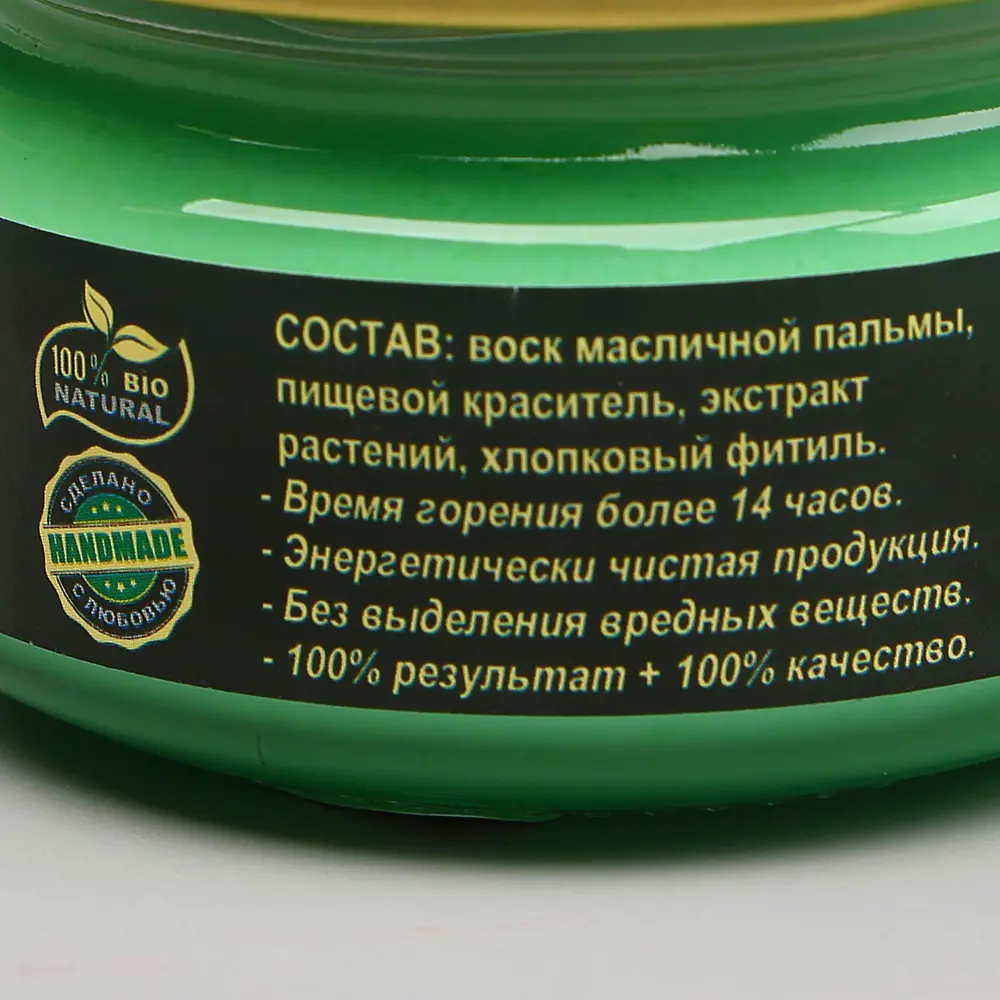 100% BiO
NATURAL
СДЕЛАНО
HANDMADE
С ЛЮБОВЬЮ
СОСТАВ: воск масличной пальмы,
пищевой краситель, экстракт
растений, хлопковый фитиль.
- Время горения более 14 часов.
- Энергетически чистая продукция.
- Без выделения вредных веществ.
- 100% результат + 100% качество.